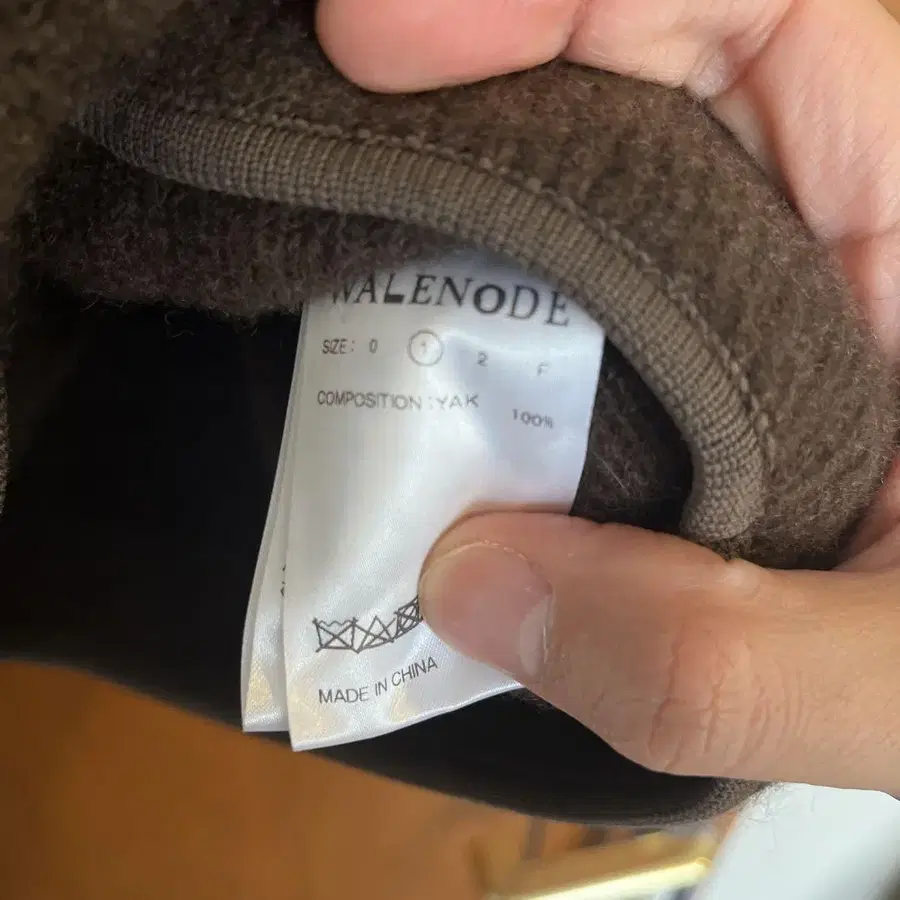 WALENODE
SIZE: 0 1 2 F
COMPOSITION :YAK 100%
MADE IN CHINA